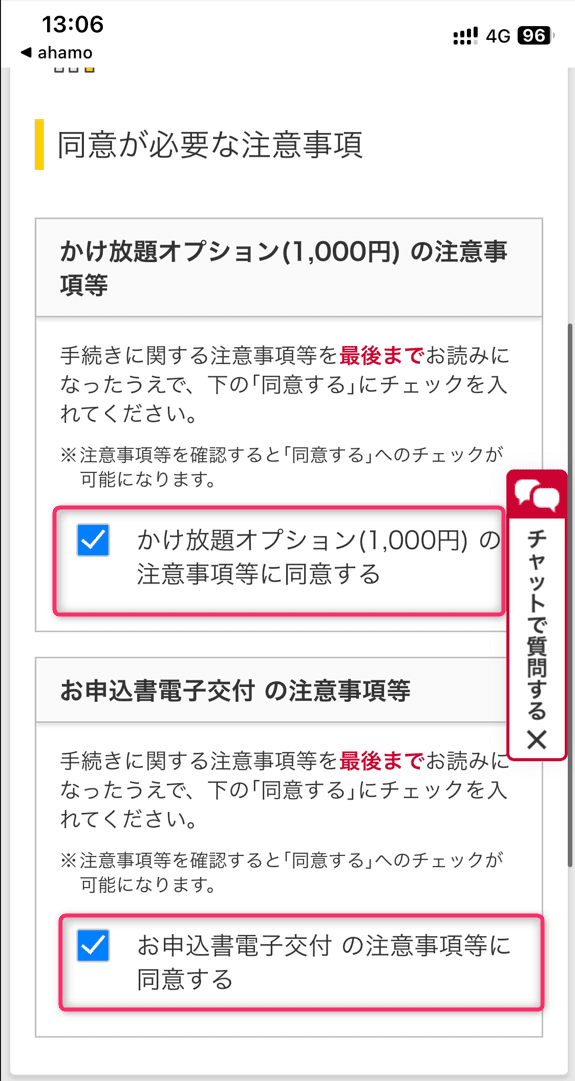 13:06
4G 96
◀ ahamo
同意が必要な注意事項
かけ放題オプション(1,000円) の注意事
項等
手続きに関する注意事項等を最後までお読みに
なったうえで、下の「同意する」にチェックを入
れてください。
※注意事項等を確認すると「同意する」へのチェックが
可能になります。
かけ放題オプション(1,000円) の
注意事項等に同意する
チャットで質問する ×
お申込書電子交付 の注意事項等
手続きに関する注意事項等を最後までお読みに
なったうえで、下の「同意する」にチェックを入
れてください。
※注意事項等を確認すると「同意する」へのチェックが
可能になります。
お申込書電子交付 の注意事項等に
同意する